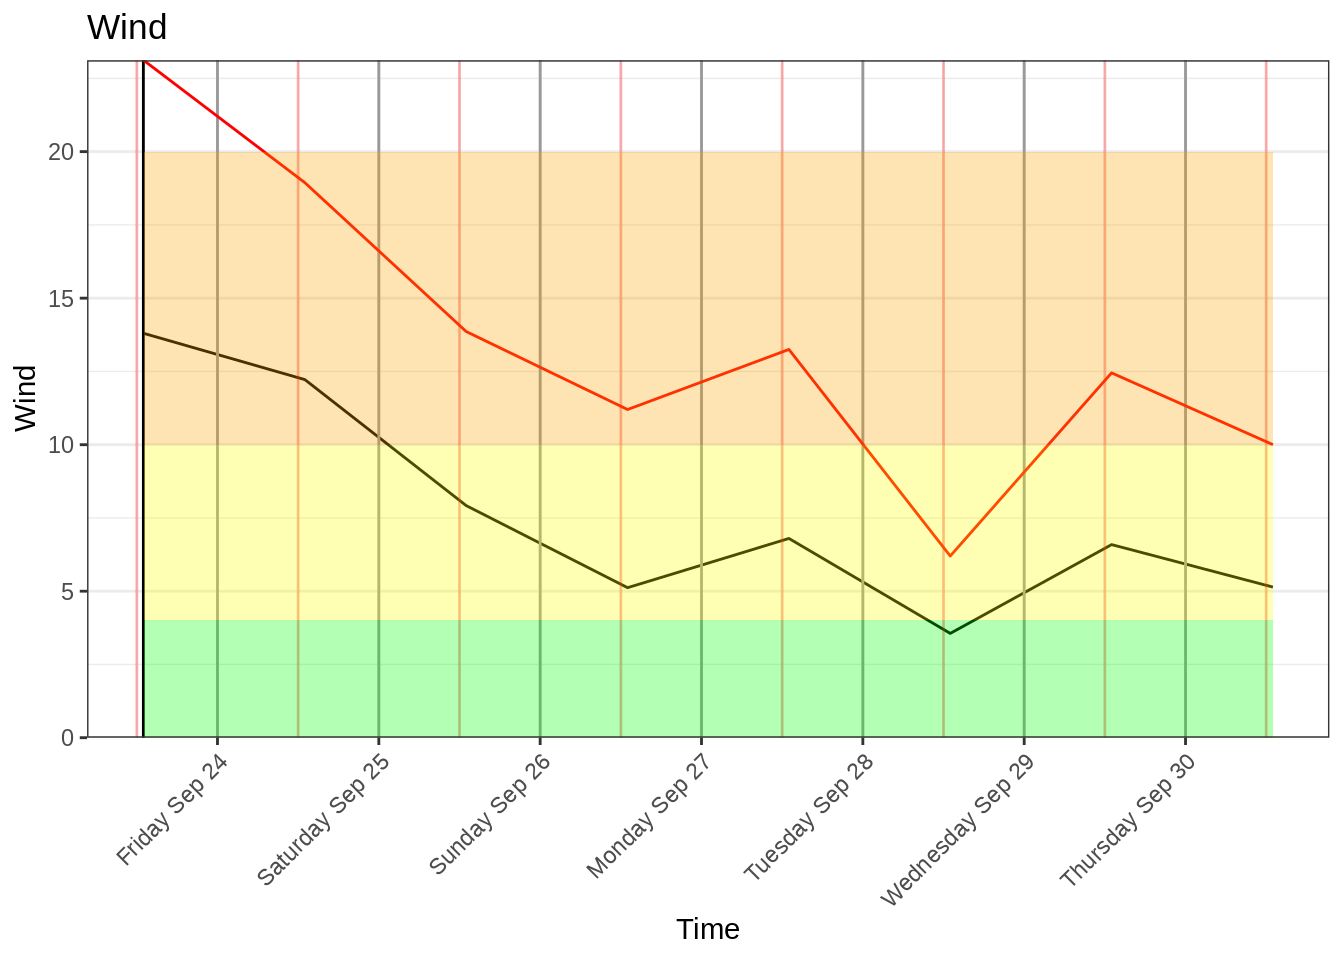 Wind
Wind
20
15
10
5
0
Friday Sep 24
Saturday Sep 25
Sunday Sep 26
Monday Sep 27
Tuesday Sep 28
Wednesday Sep 29
Thursday Sep 30
Time